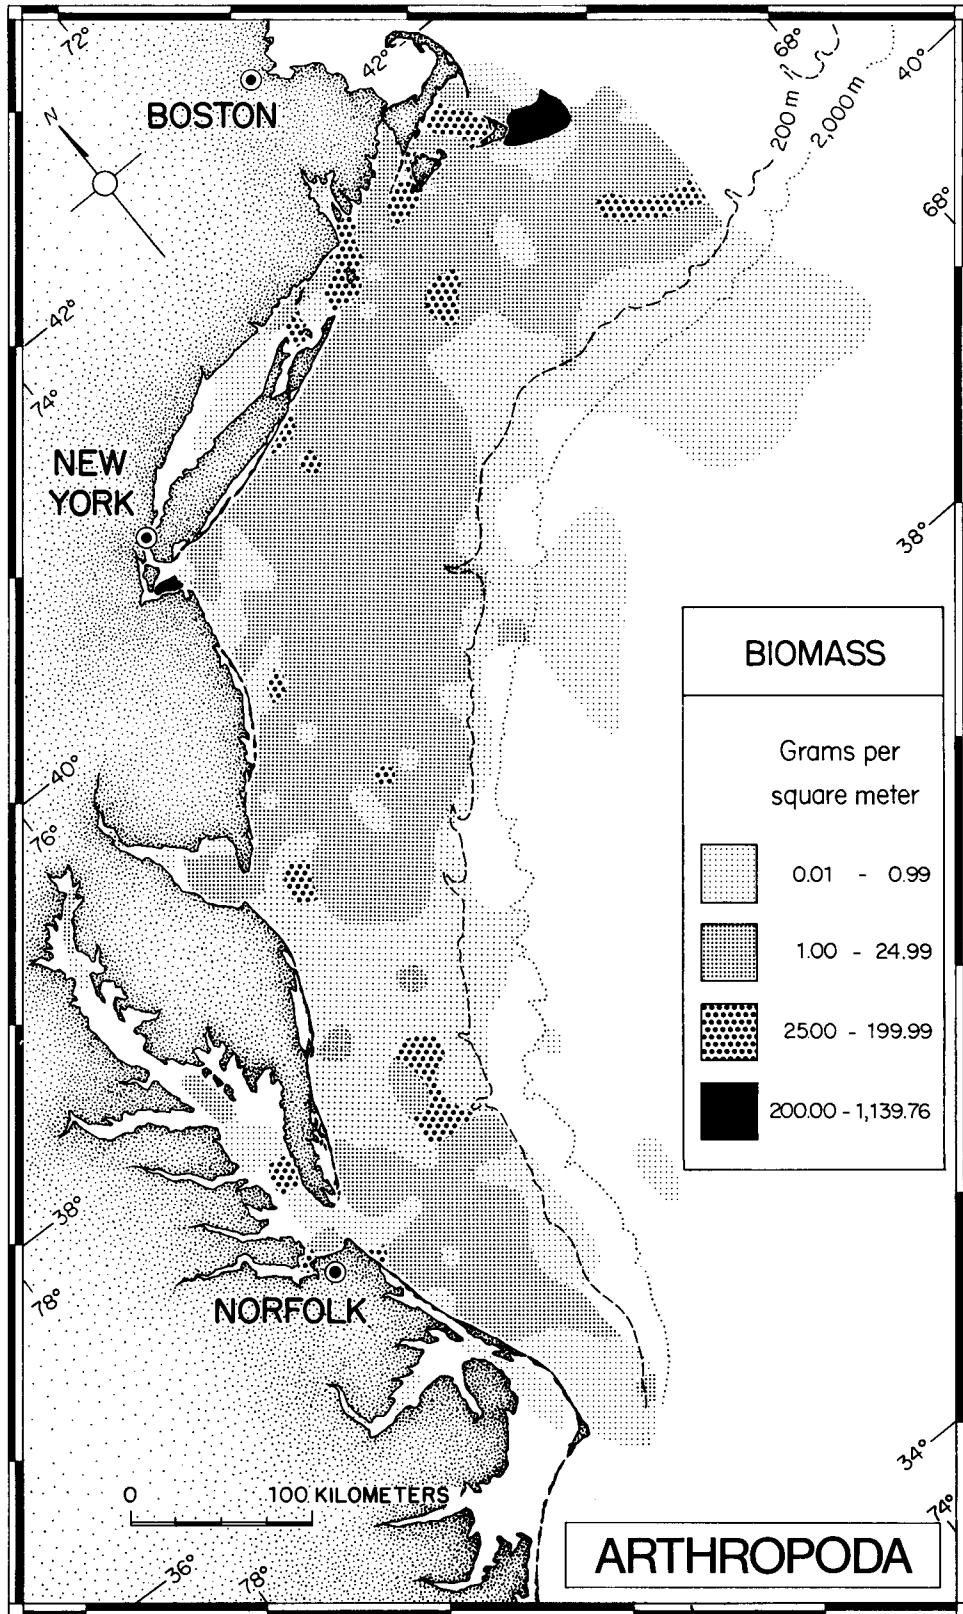 72°
42°
68°
40°
BOSTON
N
200 m
2,000 m
68°
42°
74°
NEW
YORK
38°
BIOMASS
Grams per
square meter
0.01 - 0.99
1.00 - 24.99
25.00 - 199.99
200.00 - 1,139.76
40°
76°
38°
78°
NORFOLK
34°
74°
0 100 KILOMETERS
36°
78°
ARTHROPODA